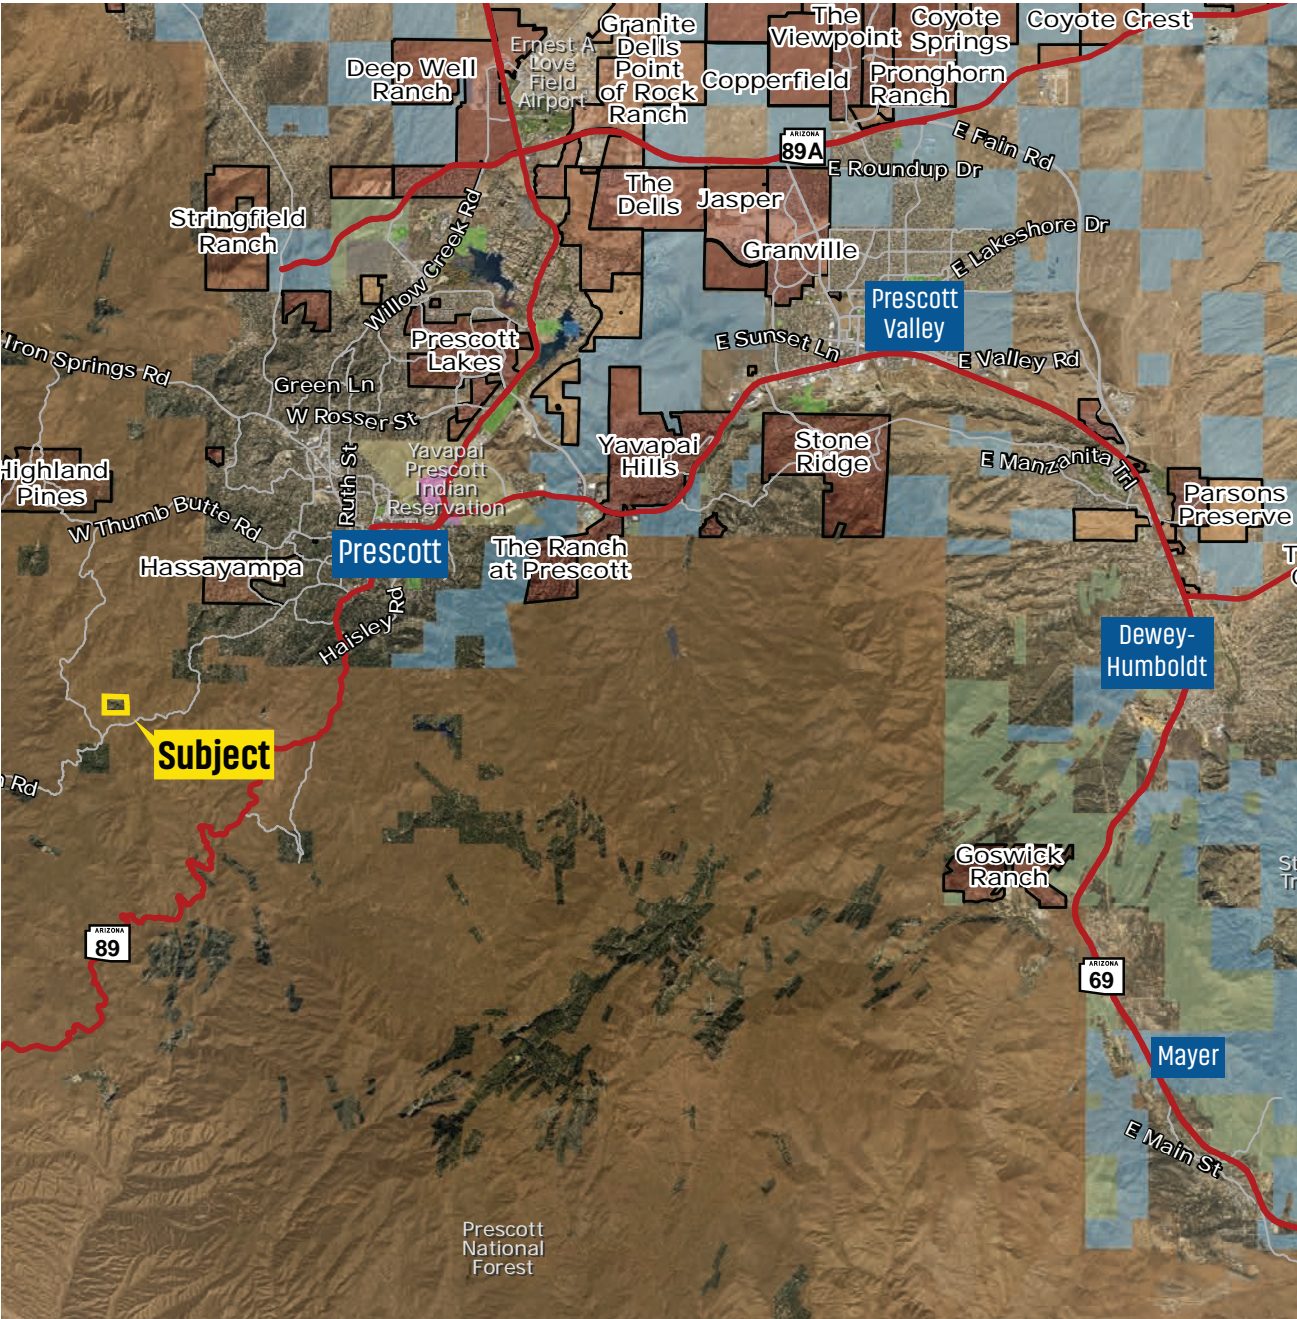 Granite
Dells
Point
of Rock
Ranch
The
Viewpoint
Coyote
Springs
Coyote Crest
Ernest A
Love
Field
Airport
Deep Well
Ranch
Copperfield
Pronghorn
Ranch
E Fain Rd
ARIZONA
89A
E Roundup Dr
The
Dells
Jasper
Stringfield
Ranch
Willow Creek Rd
Granville
E Lakeshore Dr
Prescott
Valley
Prescott
Lakes
E Sunset Ln
E Valley Rd
Iron Springs Rd
Green Ln
W Rosser St
Ruth St
Yavapai
Prescott
Indian
Reservation
Yavapai
Hills
Stone
Ridge
E Manzanita Trl
Highland
Pines
Parsons
Preserve
W Thumb Butte Rd
Prescott
The Ranch
at Prescott
Hassayampa
Haisley Rd
Dewey-
Humboldt
Subject
Rd
Goswick
Ranch
ARIZONA
89
ARIZONA
69
Mayer
E Main St
Prescott
National
Forest